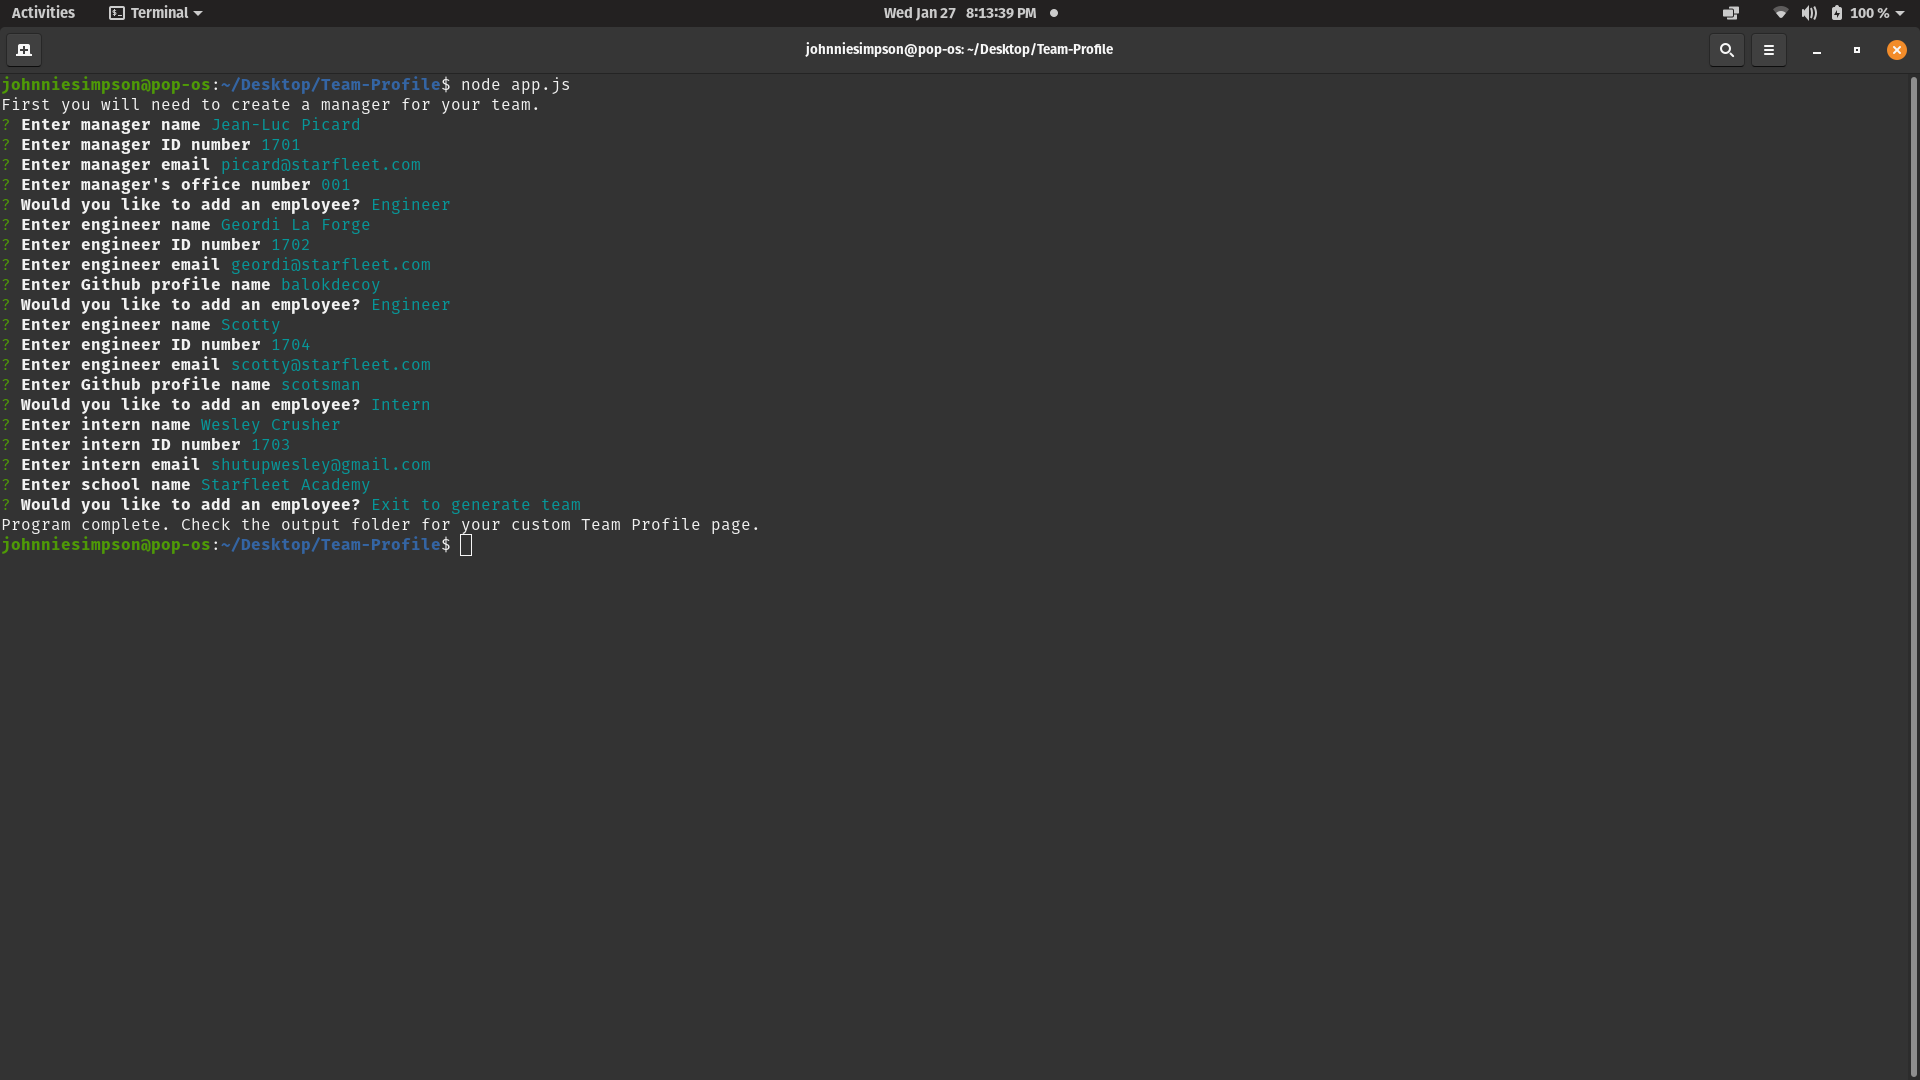 Activities Terminal Wed Jan 27 8:13:39 PM 100 %
johnniesimpson@pop-os: ~/Desktop/Team-Profile
johnniesimpson@pop-os:~/Desktop/Team-Profile$ node app.js
First you will need to create a manager for your team.
? Enter manager name Jean-Luc Picard
? Enter manager ID number 1701
? Enter manager email picard@starfleet.com
? Enter manager's office number 001
? Would you like to add an employee? Engineer
? Enter engineer name Geordi La Forge
? Enter engineer ID number 1702
? Enter engineer email geordi@starfleet.com
? Enter Github profile name balokdecoy
? Would you like to add an employee? Engineer
? Enter engineer name Scotty
? Enter engineer ID number 1704
? Enter engineer email scotty@starfleet.com
? Enter Github profile name scotsman
? Would you like to add an employee? Intern
? Enter intern name Wesley Crusher
? Enter intern ID number 1703
? Enter intern email shutupwesley@gmail.com
? Enter school name Starfleet Academy
? Would you like to add an employee? Exit to generate team
Program complete. Check the output folder for your custom Team Profile page.
johnniesimpson@pop-os:~/Desktop/Team-Profile$